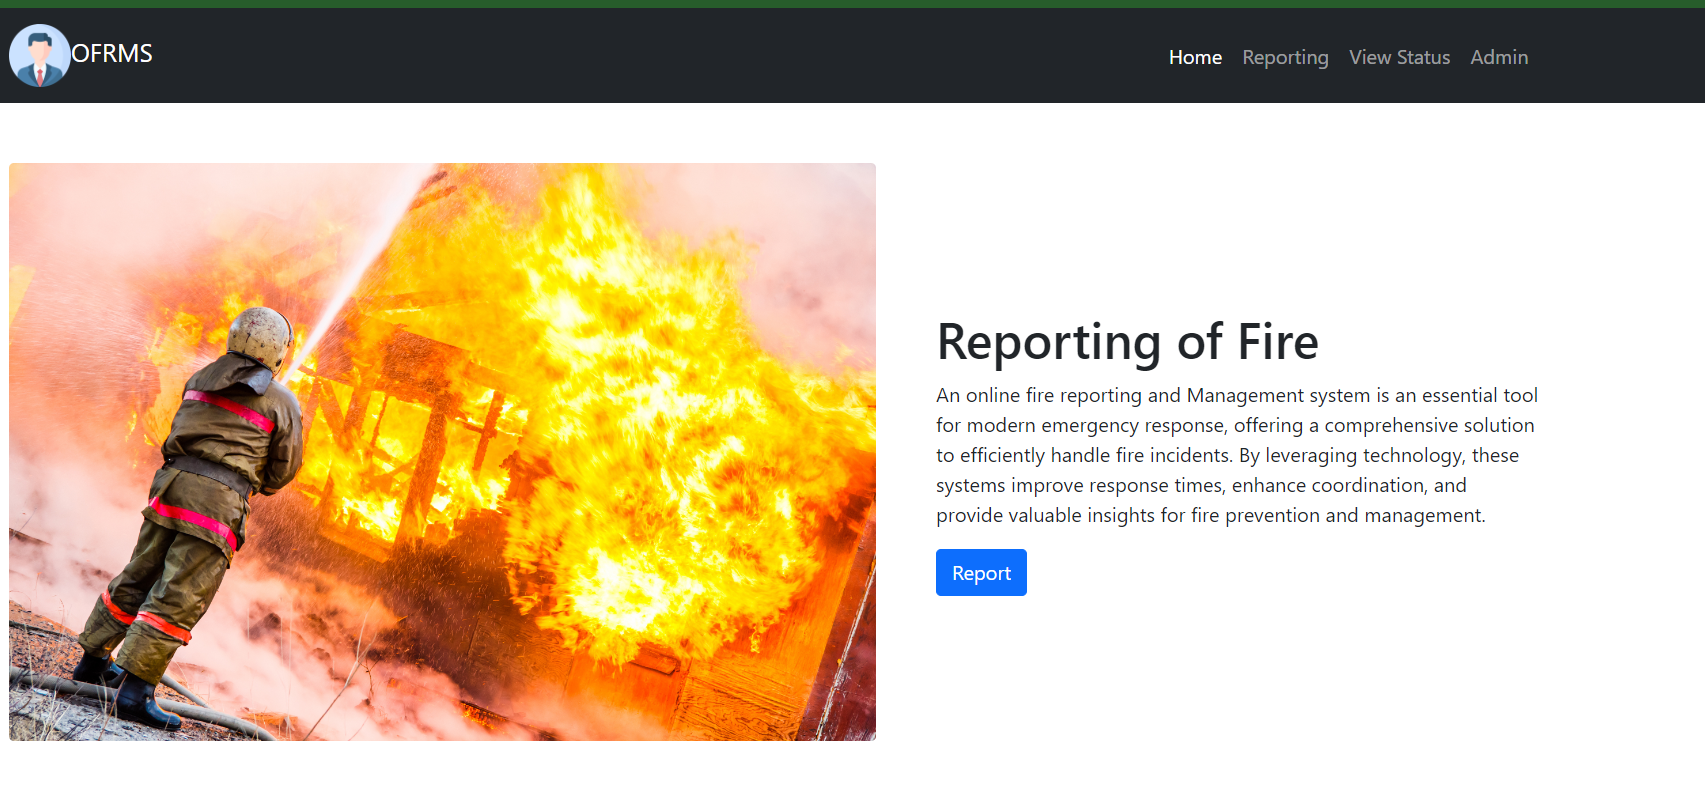 OFRMS
Home Reporting View Status Admin
Reporting of Fire
An online fire reporting and Management system is an essential tool
for modern emergency response, offering a comprehensive solution
to efficiently handle fire incidents. By leveraging technology, these
systems improve response times, enhance coordination, and
provide valuable insights for fire prevention and management.
Report